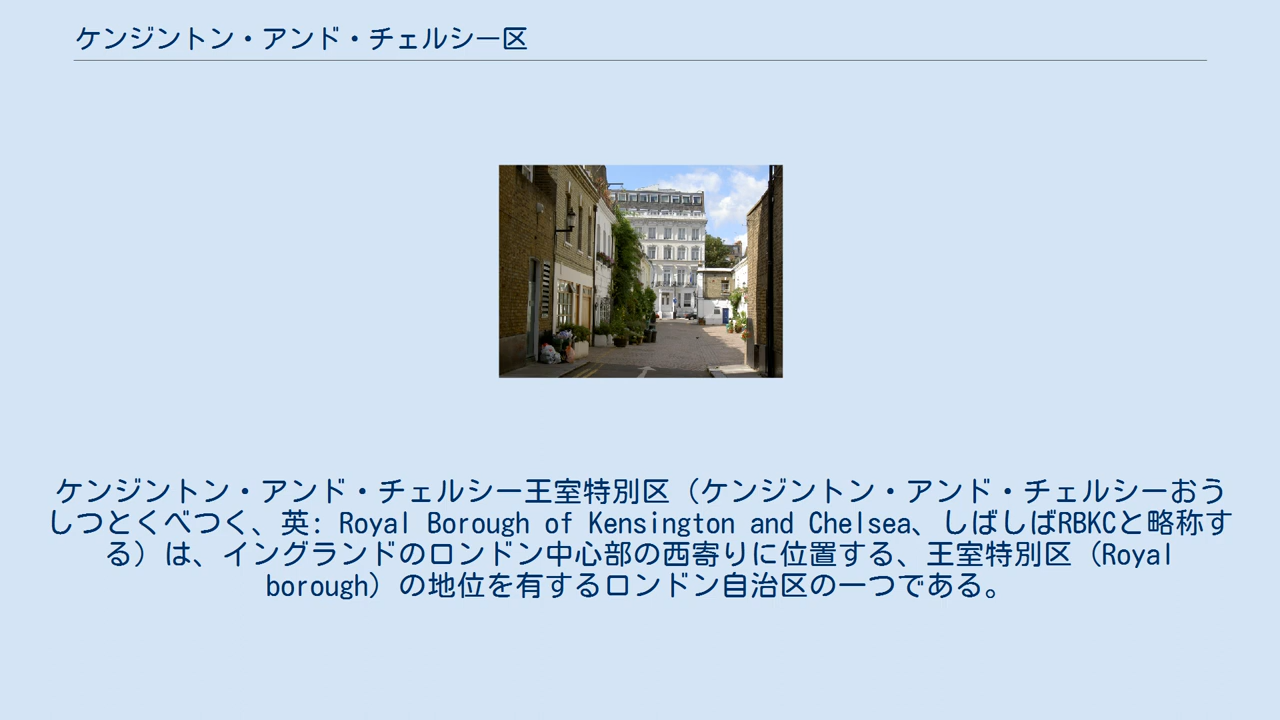 ケンジントン・アンド・チェルシー区
ケンジントン・アンド・チェルシー王室特別区（ケンジントン・アンド・チェルシーおう
しつとくべつく、英: Royal Borough of Kensington and Chelsea、しばしばRBKCと略称す
る）は、イングランドのロンドン中心部の西寄りに位置する、王室特別区（Royal
borough）の地位を有するロンドン自治区の一つである。